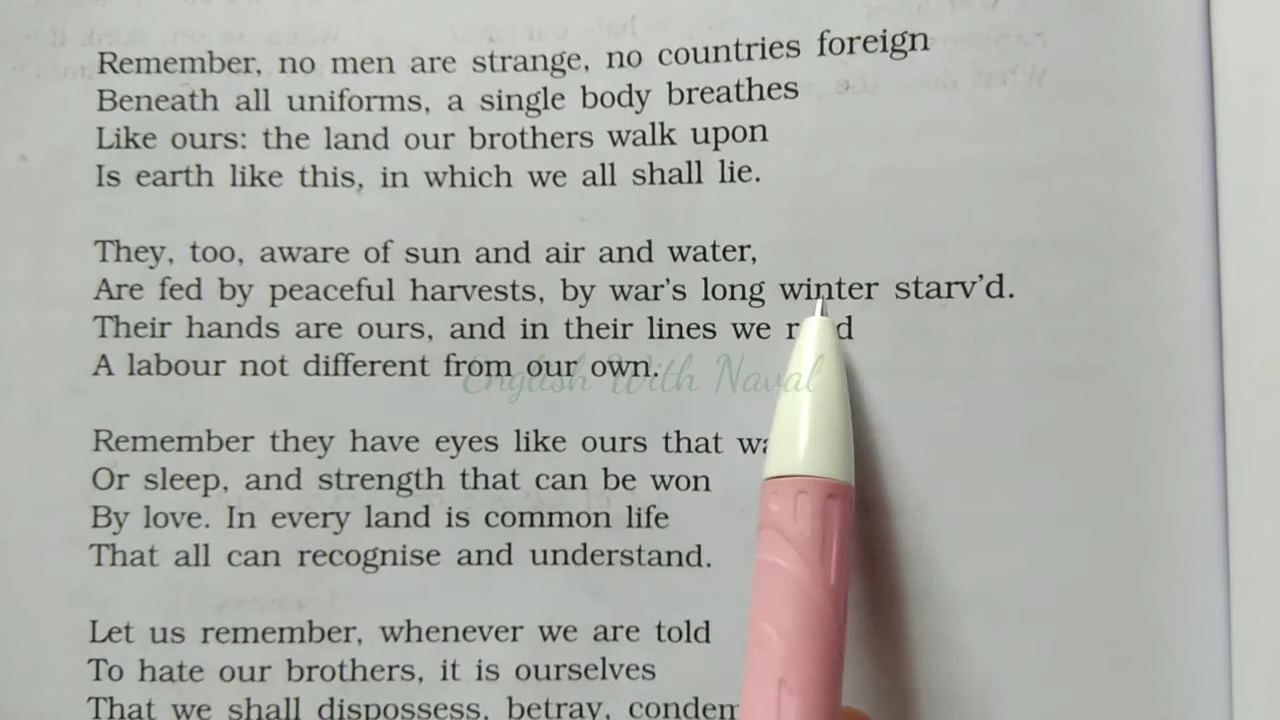 Remember, no men are strange, no countries foreign
Beneath all uniforms, a single body breathes
Like ours: the land our brothers walk upon
Is earth like this, in which we all shall lie.
They, too, aware of sun and air and water,
Are fed by peaceful harvests, by war's long winter starv'd.
Their hands are ours, and in their lines we
A labour not different from our own.
English With Naval
Remember they have eyes like ours that
Or sleep, and strength that can be won
By love. In every land is common life
That all can recognise and understand.
Let us remember, whenever we are told
To hate our brothers, it is ourselves
That we shall dispossess, betray,